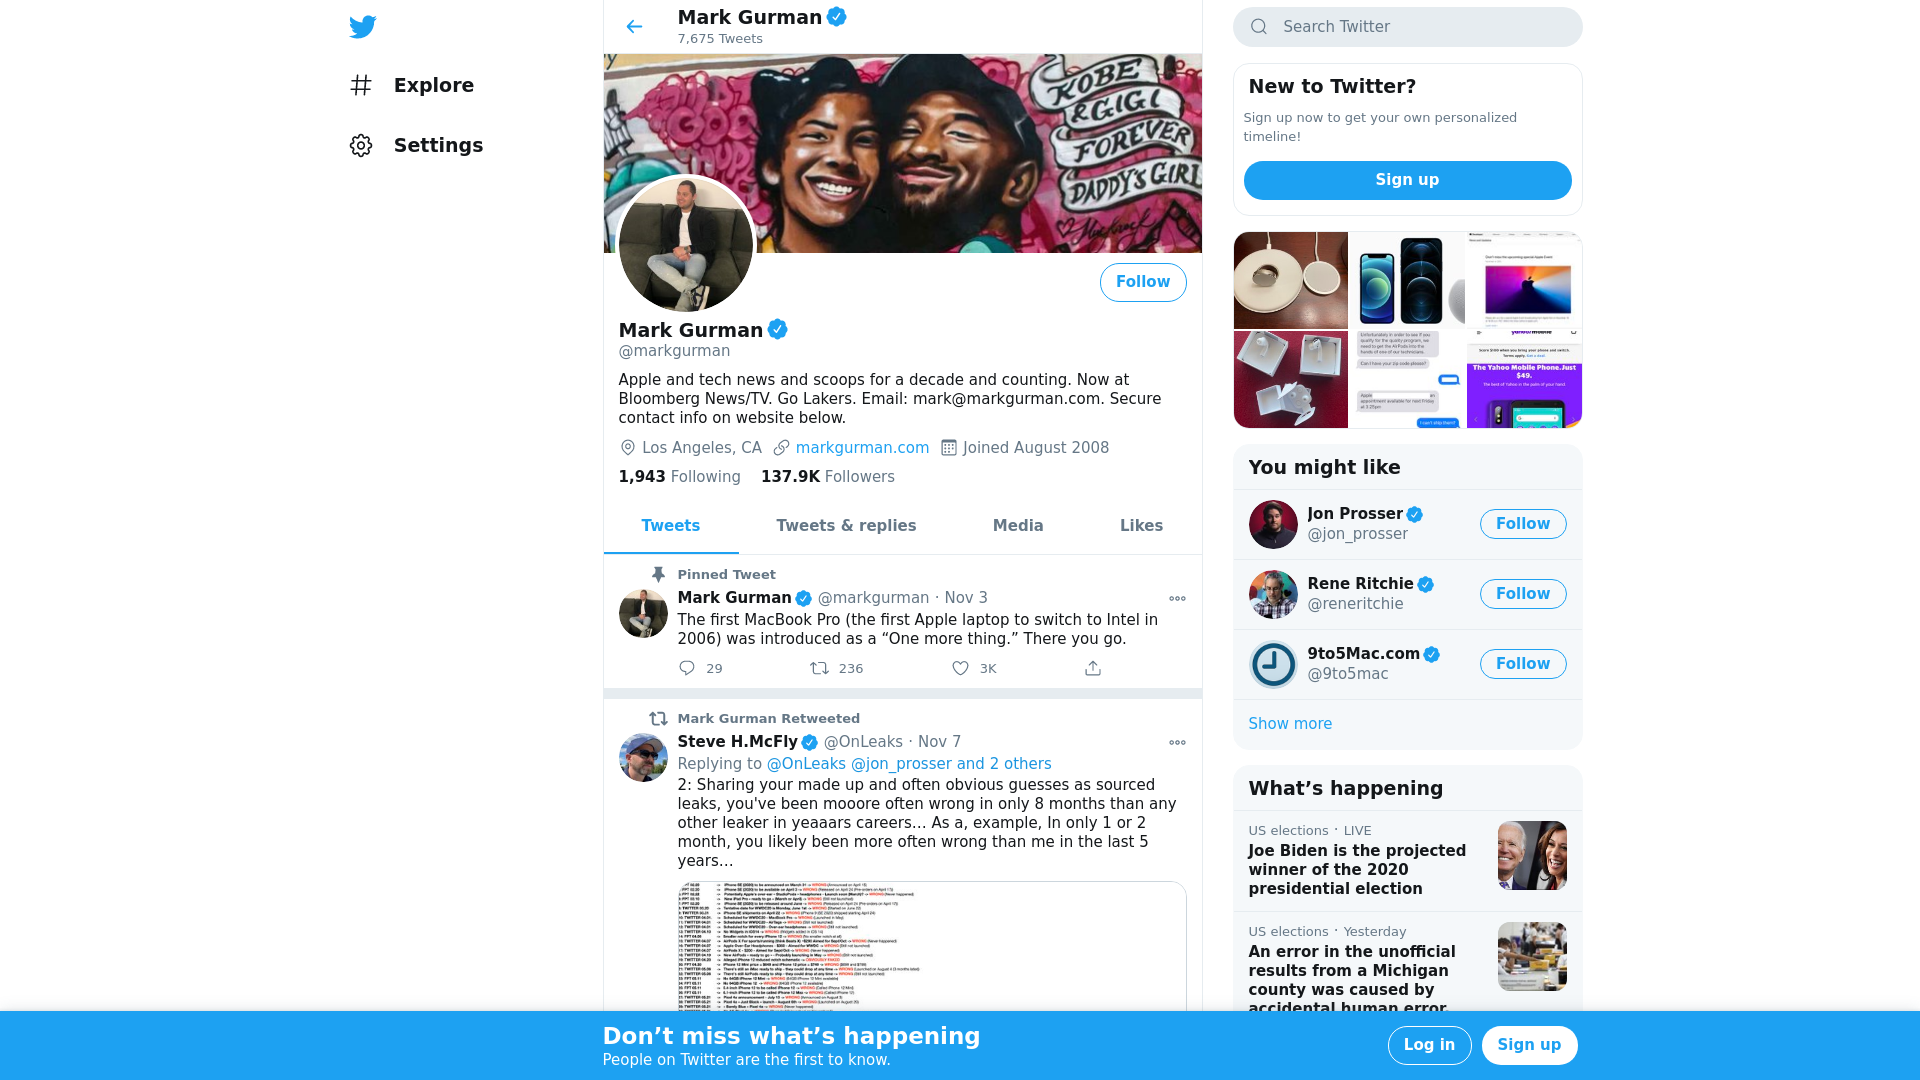 Mark Gurman
7,675 Tweets
Explore
Settings
KOBE
& GIGI
FOREVER
DADDY'S GIRL
Follow
Mark Gurman
@markgurman
Apple and tech news and scoops for a decade and counting. Now at
Bloomberg News/TV. Go Lakers. Email: mark@markgurman.com. Secure
contact info on website below.
Los Angeles, CA markgurman.com Joined August 2008
1,943 Following 137.9K Followers
Tweets Tweets & replies Media Likes
Pinned Tweet
Mark Gurman @markgurman · Nov 3
The first MacBook Pro (the first Apple laptop to switch to Intel in
2006) was introduced as a “One more thing.” There you go.
29 236 3K
Mark Gurman Retweeted
Steve H.McFly @OnLeaks · Nov 7
Replying to @OnLeaks @jon_prosser and 2 others
2: Sharing your made up and often obvious guesses as sourced
leaks, you've been mooore often wrong in only 8 months than any
other leaker in yeaaars careers… As a, example, In only 1 or 2
month, you likely been more often wrong than me in the last 5
years…
Search Twitter
New to Twitter?
Sign up now to get your own personalized
timeline!
Sign up
The Yahoo Mobile Phone. Just
$49.
You might like
Jon Prosser
@jon_prosser
Follow
Rene Ritchie
@reneritchie
Follow
9to5Mac.com
@9to5mac
Follow
Show more
What’s happening
US elections · LIVE
Joe Biden is the projected
winner of the 2020
presidential election
US elections · Yesterday
An error in the unofficial
results from a Michigan
county was caused by
accidental human error,
Don’t miss what’s happening
People on Twitter are the first to know.
Log in
Sign up